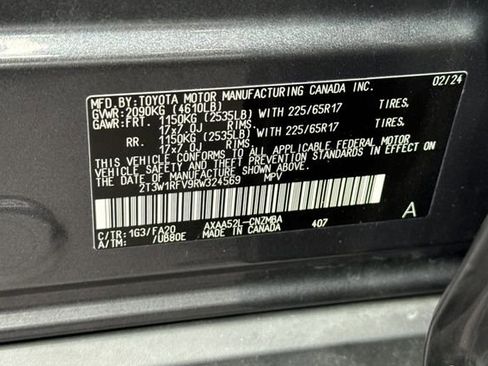 MFD.BY:TOYOTA MOTOR MANUFACTURING CANADA INC. 02/24
GVWR:2090KG (4610LB)
GAWR: FR. 1150KG (2535LB) WITH 225/65R17 TIRES,
17x7.0J RIMS
RR. 1150KG (2535LB) WITH 225/65R17 TIRES,
17x7.0J RIMS
THIS VEHICLE CONFORMS TO ALL APPLICABLE FEDERAL MOTOR
VEHICLE SAFETY, BUMPER, AND THEFT PREVENTION STANDARDS IN EFFECT ON
THE DATE OF MANUFACTURE SHOWN ABOVE.
2T3W1RFV9RW324569 MPV
C/TR: 1G3/FA20 AXAA52L-CNZMBA 407 A
A/TM: /UB80E MADE IN CANADA